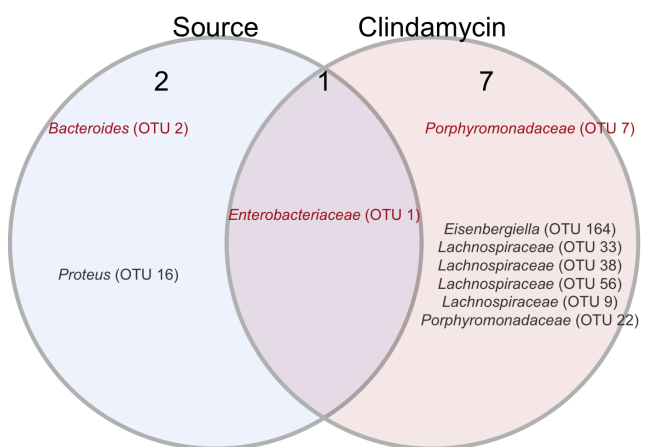 Source
Clindamycin
2
1
7
Bacteroides (OTU 2)
Porphyromonadaceae (OTU 7)
Enterobacteriaceae (OTU 1)
Eisenbergiella (OTU 164)
Lachnospiraceae (OTU 33)
Lachnospiraceae (OTU 38)
Proteus (OTU 16)
Lachnospiraceae (OTU 56)
Lachnospiraceae (OTU 9)
Porphyromonadaceae (OTU 22)